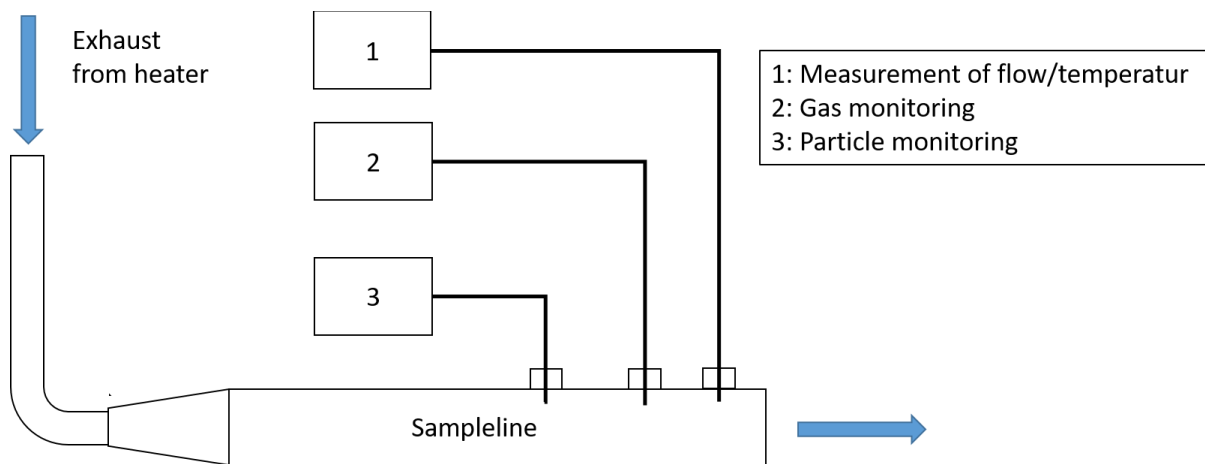 Exhaust
from heater
1
1: Measurement of flow/temperatur
2: Gas monitoring
3: Particle monitoring
2
3
Sampleline